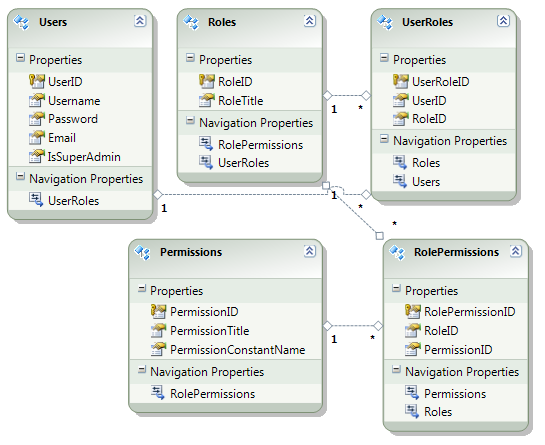 Users
Properties
UserID
Username
Password
Email
IsSuperAdmin
Navigation Properties
UserRoles
Roles
Properties
RoleID
RoleTitle
Navigation Properties
RolePermissions
UserRoles
UserRoles
Properties
UserRoleID
UserID
RoleID
Navigation Properties
Roles
Users
1
*
1
*
1
*
Permissions
Properties
PermissionID
PermissionTitle
PermissionConstantName
Navigation Properties
RolePermissions
1
*
RolePermissions
Properties
RolePermissionID
RoleID
PermissionID
Navigation Properties
Permissions
Roles